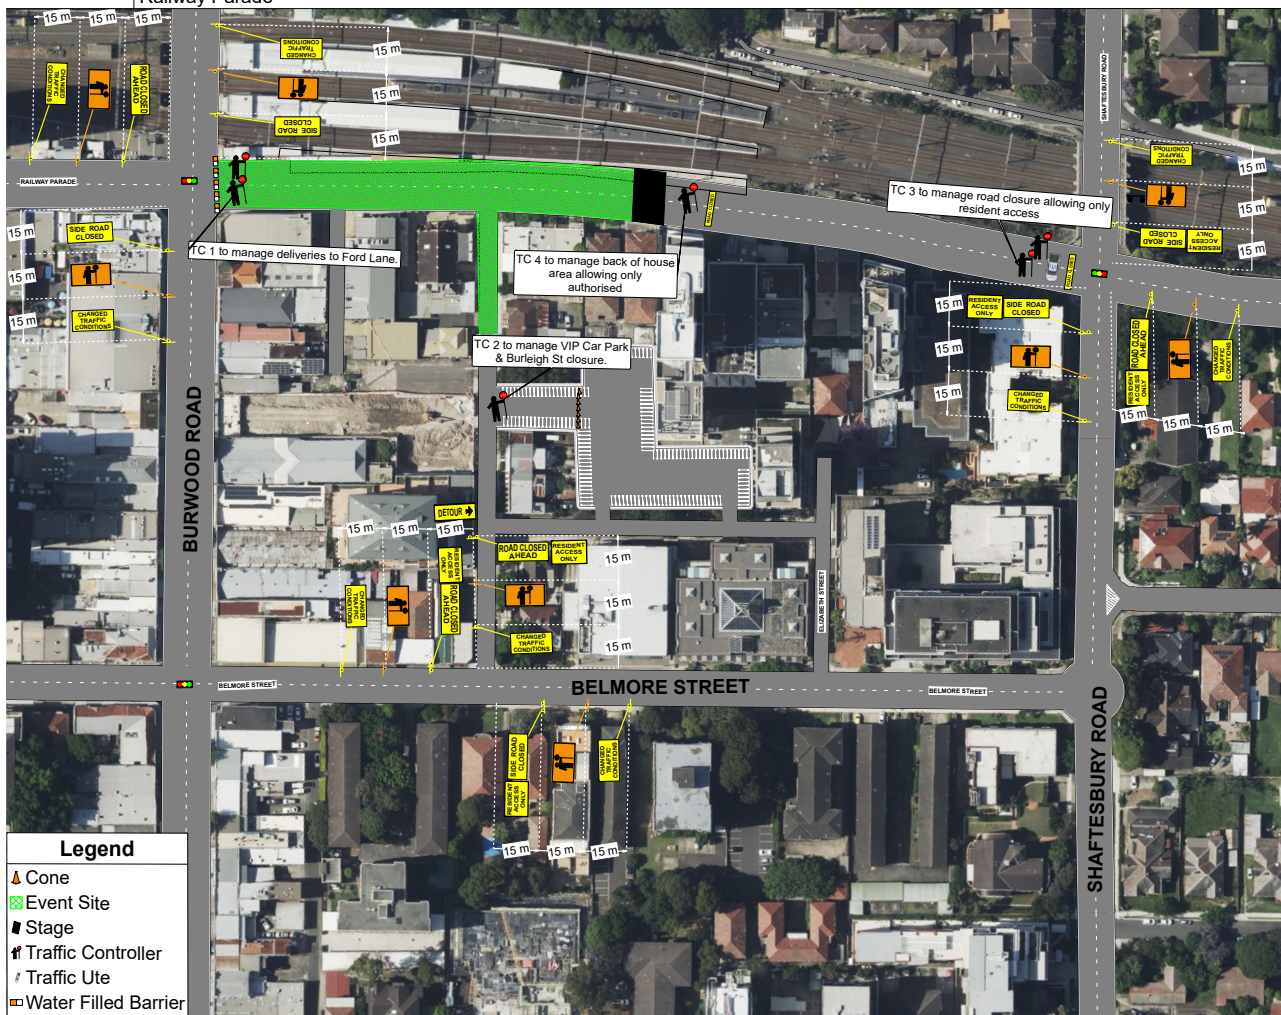 Railway Parade
15 m
15 m
15 m
CHANGED
TRAFFIC
CONDITIONS
ROAD CLOSED
AHEAD
CHANGED
TRAFFIC
CONDITIONS
15 m
15 m
15 m
SIDE ROAD
CLOSED
SHAFTESBURY ROAD
CHANGED
TRAFFIC
CONDITIONS
15 m
15 m
15 m
SIDE ROAD
CLOSED
RESIDENT
ACCESS
ONLY
RAILWAY PARADE
TC 3 to manage road closure allowing only
resident access
ROAD CLOSED
ROAD CLOSED
15 m
15 m
SIDE ROAD
CLOSED
CHANGED
TRAFFIC
CONDITIONS
TC 1 to manage deliveries to Ford Lane.
TC 4 to manage back of house
area allowing only
authorised
15 m
15 m
15 m
RESIDENT
ACCESS
ONLY
SIDE ROAD
CLOSED
CHANGED
TRAFFIC
CONDITIONS
ROAD CLOSED
AHEAD
RESIDENT
ACCESS
ONLY
CHANGED
TRAFFIC
CONDITIONS
15 m
15 m
15 m
TC 2 to manage VIP Car Park
& Burleigh St closure.
BURWOOD ROAD
DETOUR
15 m
15 m
15 m
CHANGED
TRAFFIC
CONDITIONS
RESIDENT
ACCESS
ONLY
ROAD CLOSED
AHEAD
ROAD CLOSED
AHEAD
RESIDENT
ACCESS
ONLY
CHANGED
TRAFFIC
CONDITIONS
15 m
15 m
15 m
ELIZABETH STREET
BELMORE STREET
BELMORE STREET
BELMORE STREET
SIDE ROAD
CLOSED
RESIDENT
ACCESS
ONLY
CHANGED
TRAFFIC
CONDITIONS
15 m
15 m
15 m
SHAFTESBURY ROAD
Legend
Cone
Event Site
Stage
Traffic Controller
Traffic Ute
Water Filled Barrier